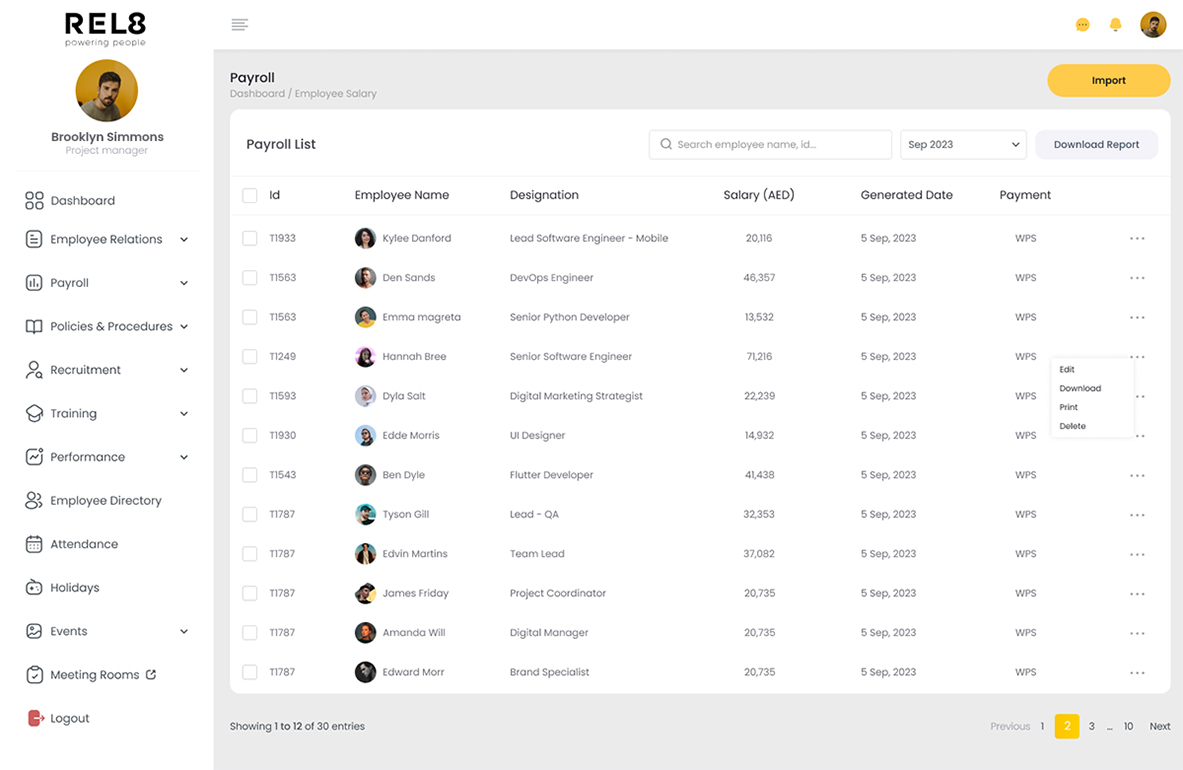 REL8
powering people
Brooklyn Simmons
Project manager
Dashboard
Employee Relations
Payroll
Policies & Procedures
Recruitment
Training
Performance
Employee Directory
Attendance
Holidays
Events
Meeting Rooms
Logout
Payroll
Dashboard / Employee Salary
Import
Payroll List
Search employee name, id...
Sep 2023
Download Report
Id Employee Name Designation Salary (AED) Generated Date Payment
T1933 Kylee Danford Lead Software Engineer - Mobile 20,116 5 Sep, 2023 WPS
T1563 Den Sands DevOps Engineer 46,357 5 Sep, 2023 WPS
T1563 Emma magreta Senior Python Developer 13,532 5 Sep, 2023 WPS
T1249 Hannah Bree Senior Software Engineer 71,216 5 Sep, 2023 WPS
T1593 Dyla Salt Digital Marketing Strategist 22,239 5 Sep, 2023 WPS
T1930 Edde Morris UI Designer 14,932 5 Sep, 2023 WPS
T1543 Ben Dyle Flutter Developer 41,438 5 Sep, 2023 WPS
T1787 Tyson Gill Lead - QA 32,353 5 Sep, 2023 WPS
T1787 Edvin Martins Team Lead 37,082 5 Sep, 2023 WPS
T1787 James Friday Project Coordinator 20,735 5 Sep, 2023 WPS
T1787 Amanda Will Digital Manager 20,735 5 Sep, 2023 WPS
T1787 Edward Morr Brand Specialist 20,735 5 Sep, 2023 WPS
Edit
Download
Print
Delete
Showing 1 to 12 of 30 entries
Previous 1 2 3 ... 10 Next